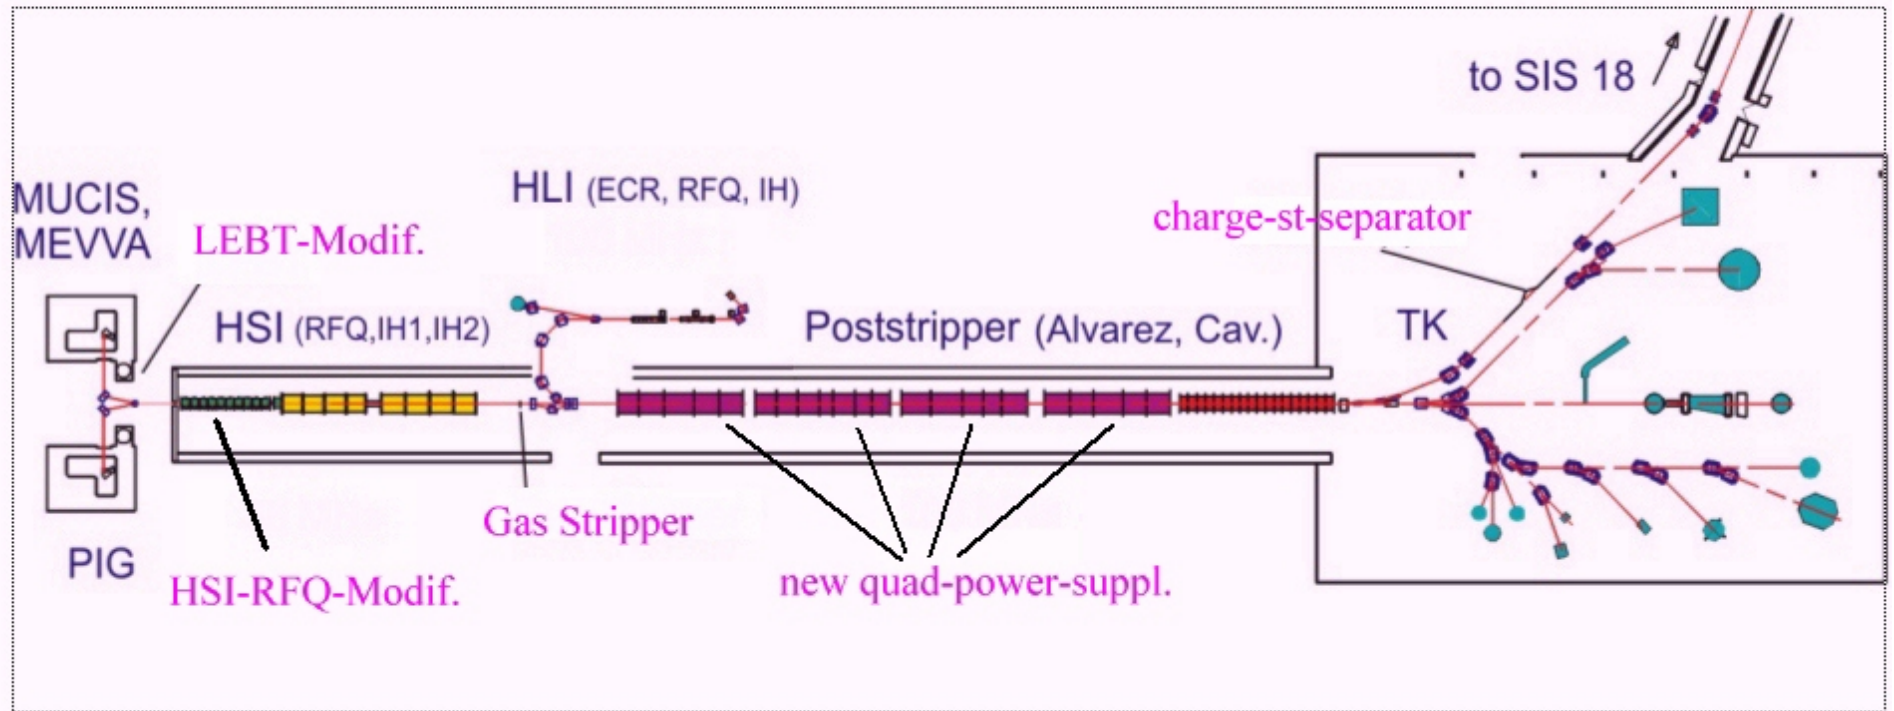 to SIS 18
MUCIS,
MEVVA
HLI (ECR, RFQ, IH)
LEBT-Modif.
charge-st-separator
HSI (RFQ,IH1,IH2)
Poststripper (Alvarez, Cav.)
TK
Gas Stripper
PIG
HSI-RFQ-Modif.
new quad-power-suppl.